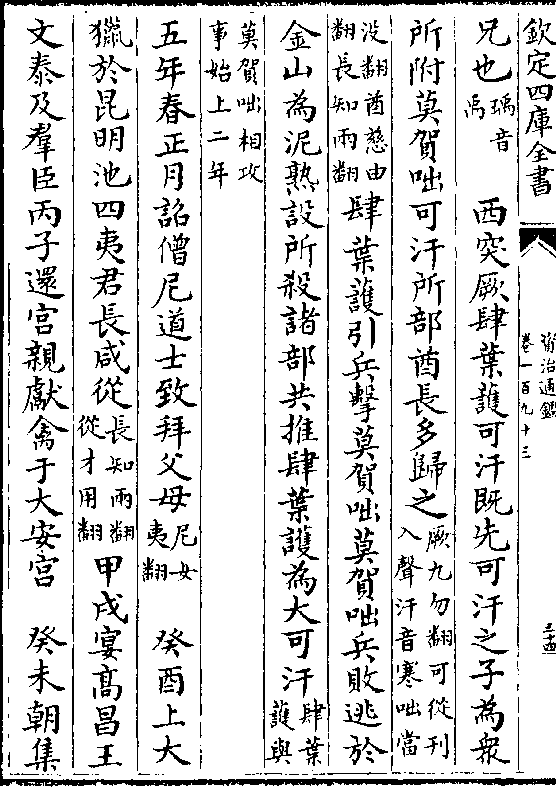 欽定四庫全書
資治通鑑
卷一百九十三
三十四
兄也瑀音禹 西突厥肆葉護可汗既先可汗之子為衆
所附莫賀咄可汗所部酋長多歸之厥九勿翻可從刋入聲汗音寒咄當
沒翻酋慈由翻長知兩翻肆葉護引兵擊莫賀咄莫賀咄兵敗逃於
金山為泥熟設所殺諸部共推肆葉護為大可汗肆葉護與
莫賀咄相攻事始上二年
五年春正月詔僧尼道士致拜父母尼女夷翻 癸酉上大
獵於昆明池四夷君長咸從長知兩翻從才用翻甲戌宴髙昌王
文泰及羣臣丙子還宫親獻禽于大安宫 癸未朝集